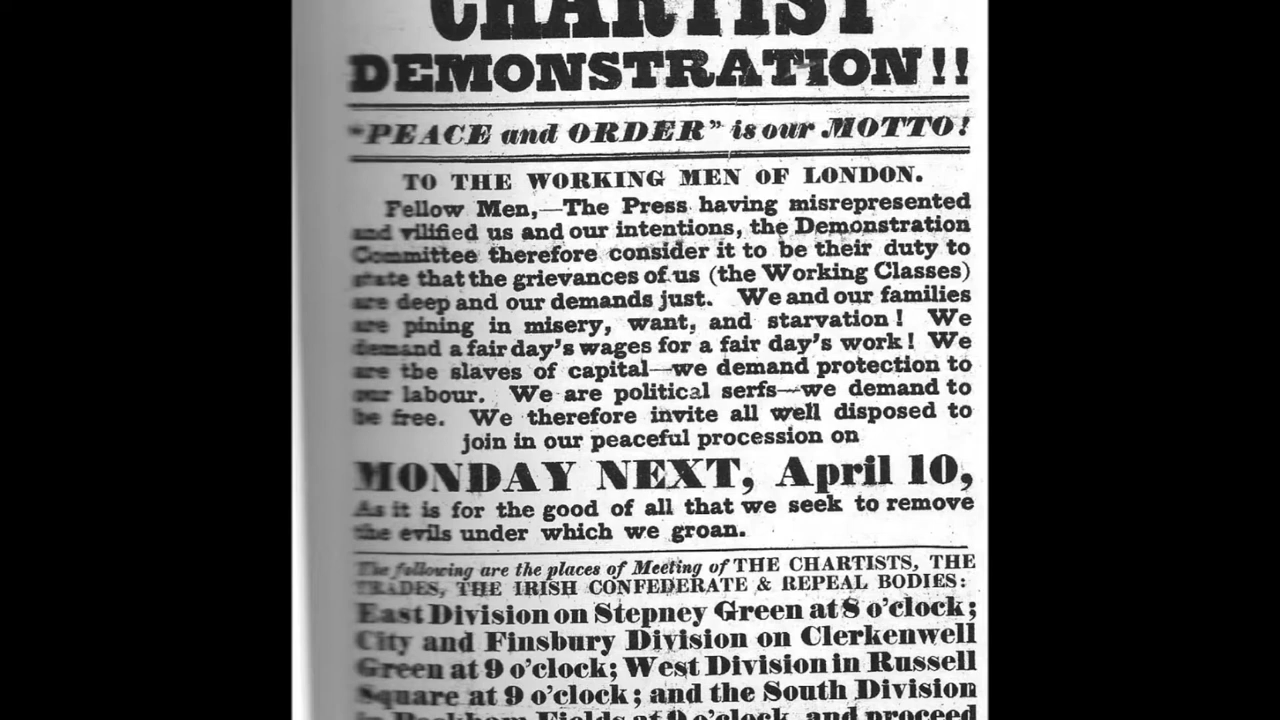 CHARTIST
DEMONSTRATION!!
"PEACE and ORDER" is our MOTTO!
TO THE WORKING MEN OF LONDON.
Fellow Men,—The Press having misrepresented
and vilified us and our intentions, the Demonstration
Committee therefore consider it to be their duty to
state that the grievances of us (the Working Classes)
are deep and our demands just. We and our families
are pining in misery, want, and starvation! We
demand a fair day's wages for a fair day's work! We
are the slaves of capital—we demand protection to
our labour. We are political serfs—we demand to
be free. We therefore invite all well disposed to
join in our peaceful procession on
MONDAY NEXT, April 10,
As it is for the good of all that we seek to remove
the evils under which we groan.
The following are the places of Meeting of THE CHARTISTS, THE
TRADES, THE IRISH CONFEDERATE & REPEAL BODIES:
East Division on Stepney Green at 8 o'clock;
City and Finsbury Division on Clerkenwell
Green at 9 o'clock; West Division in Russell
Square at 9 o'clock; and the South Division
in Peckham Fields at 9 o'clock, and proceed